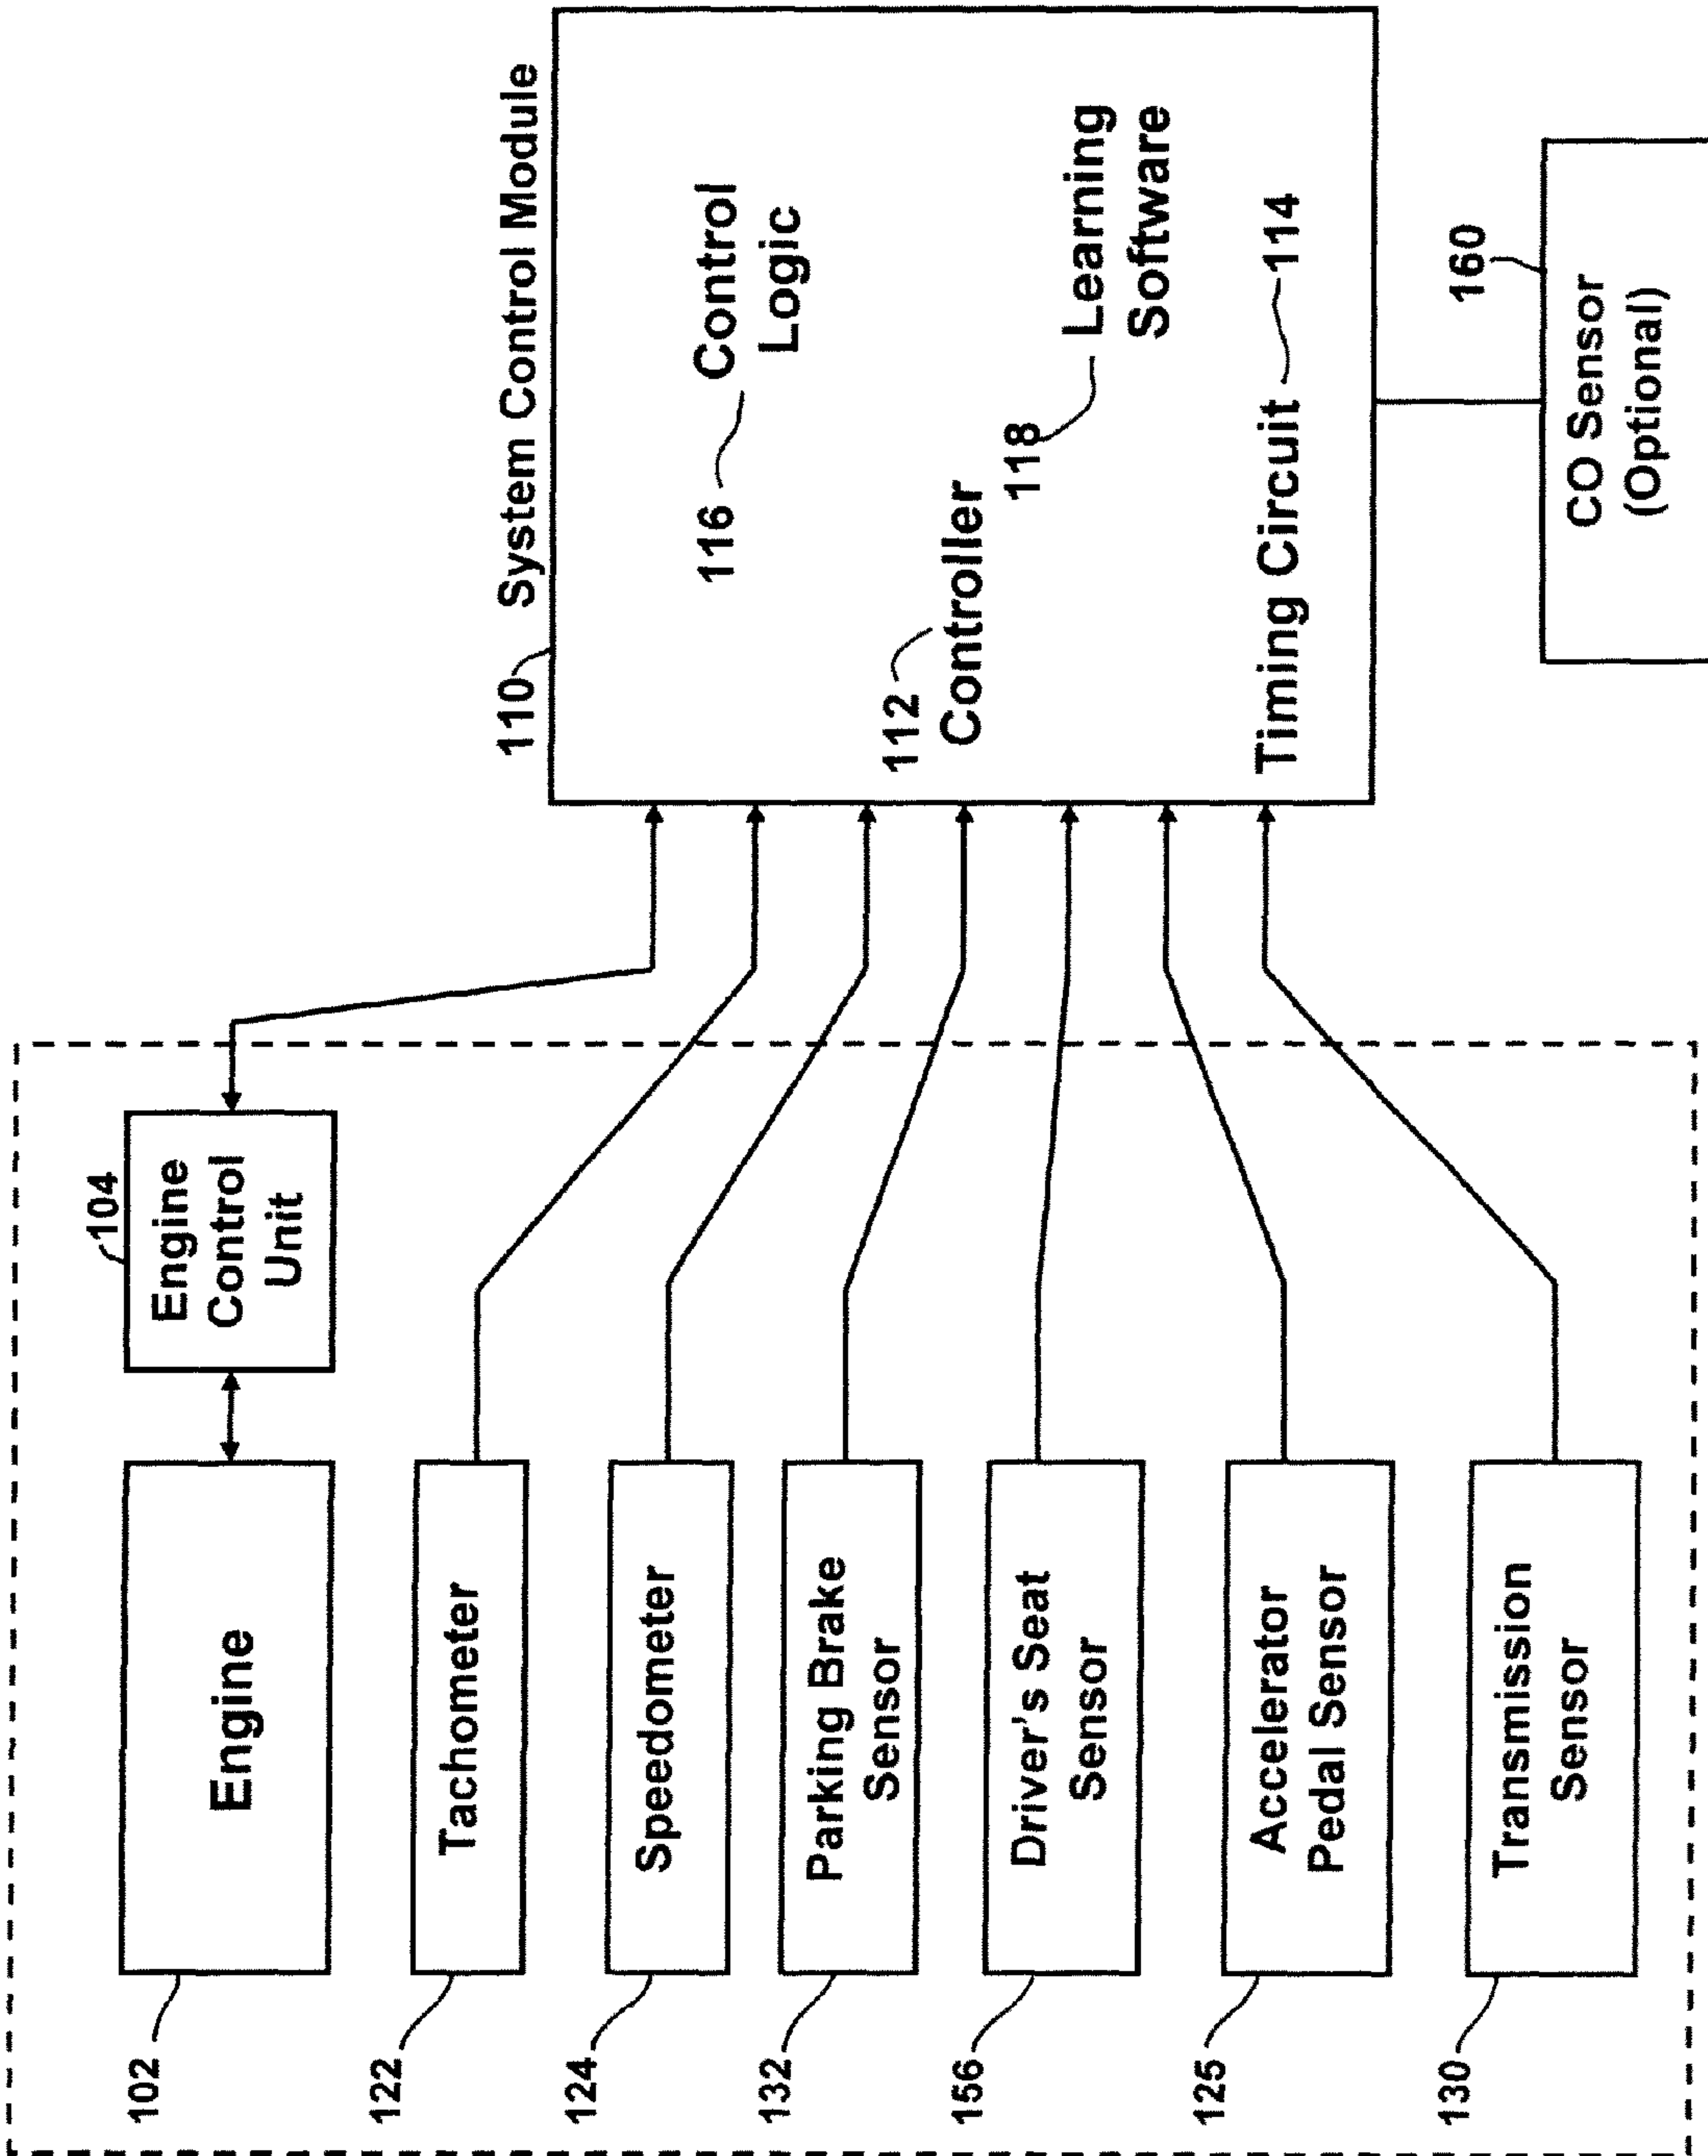 102
Engine
104
Engine
Control
Unit
122
Tachometer
124
Speedometer
132
Parking Brake
Sensor
156
Driver's Seat
Sensor
125
Accelerator
Pedal Sensor
130
Transmission
Sensor
110 System Control Module
116 Control
Logic
112
Controller
118
Learning
Software
Timing Circuit 114
160
CO Sensor
(Optional)